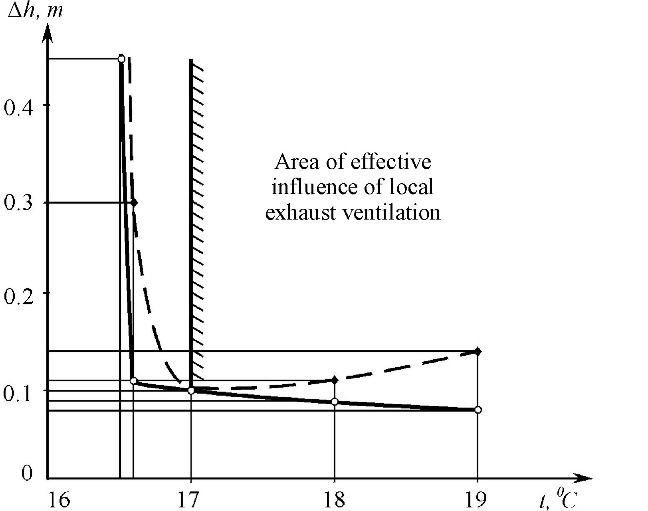 Δh, m
0.4
Area of effective
influence of local
exhaust ventilation
0.3
0.2
0.1
0
16 17 18 19 t, ⁰C